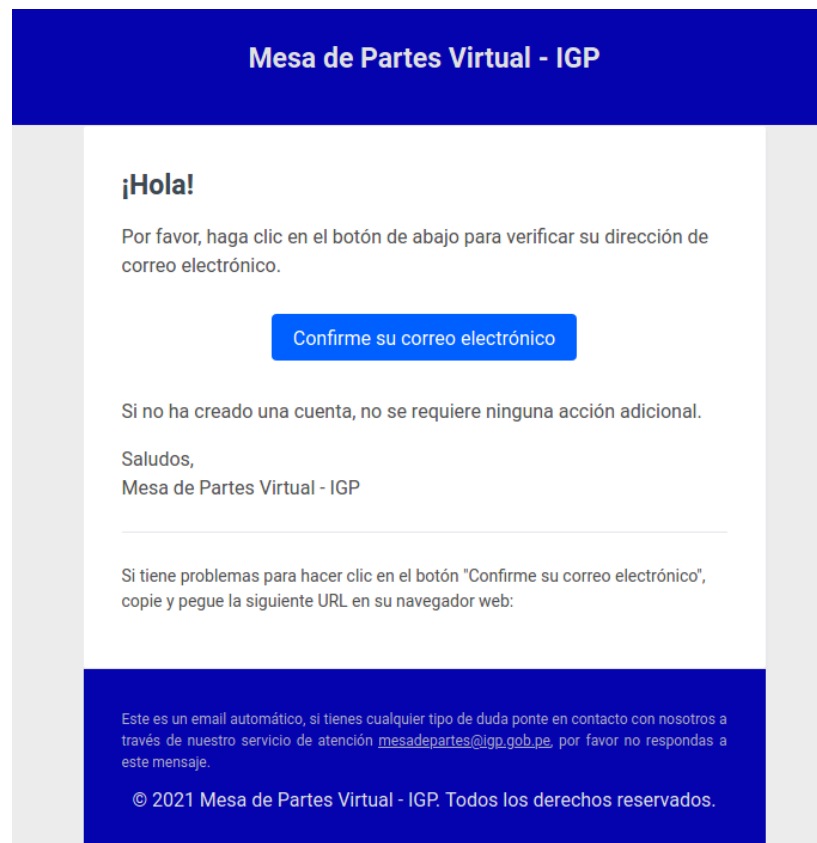 Mesa de Partes Virtual - IGP
¡Hola!
Por favor, haga clic en el botón de abajo para verificar su dirección de
correo electrónico.
Confirme su correo electrónico
Si no ha creado una cuenta, no se requiere ninguna acción adicional.
Saludos,
Mesa de Partes Virtual - IGP
Si tiene problemas para hacer clic en el botón "Confirme su correo electrónico",
copie y pegue la siguiente URL en su navegador web:
Este es un email automático, si tienes cualquier tipo de duda ponte en contacto con nosotros a
través de nuestro servicio de atención mesadepartes@igp.gob.pe, por favor no respondas a
este mensaje.
© 2021 Mesa de Partes Virtual - IGP. Todos los derechos reservados.